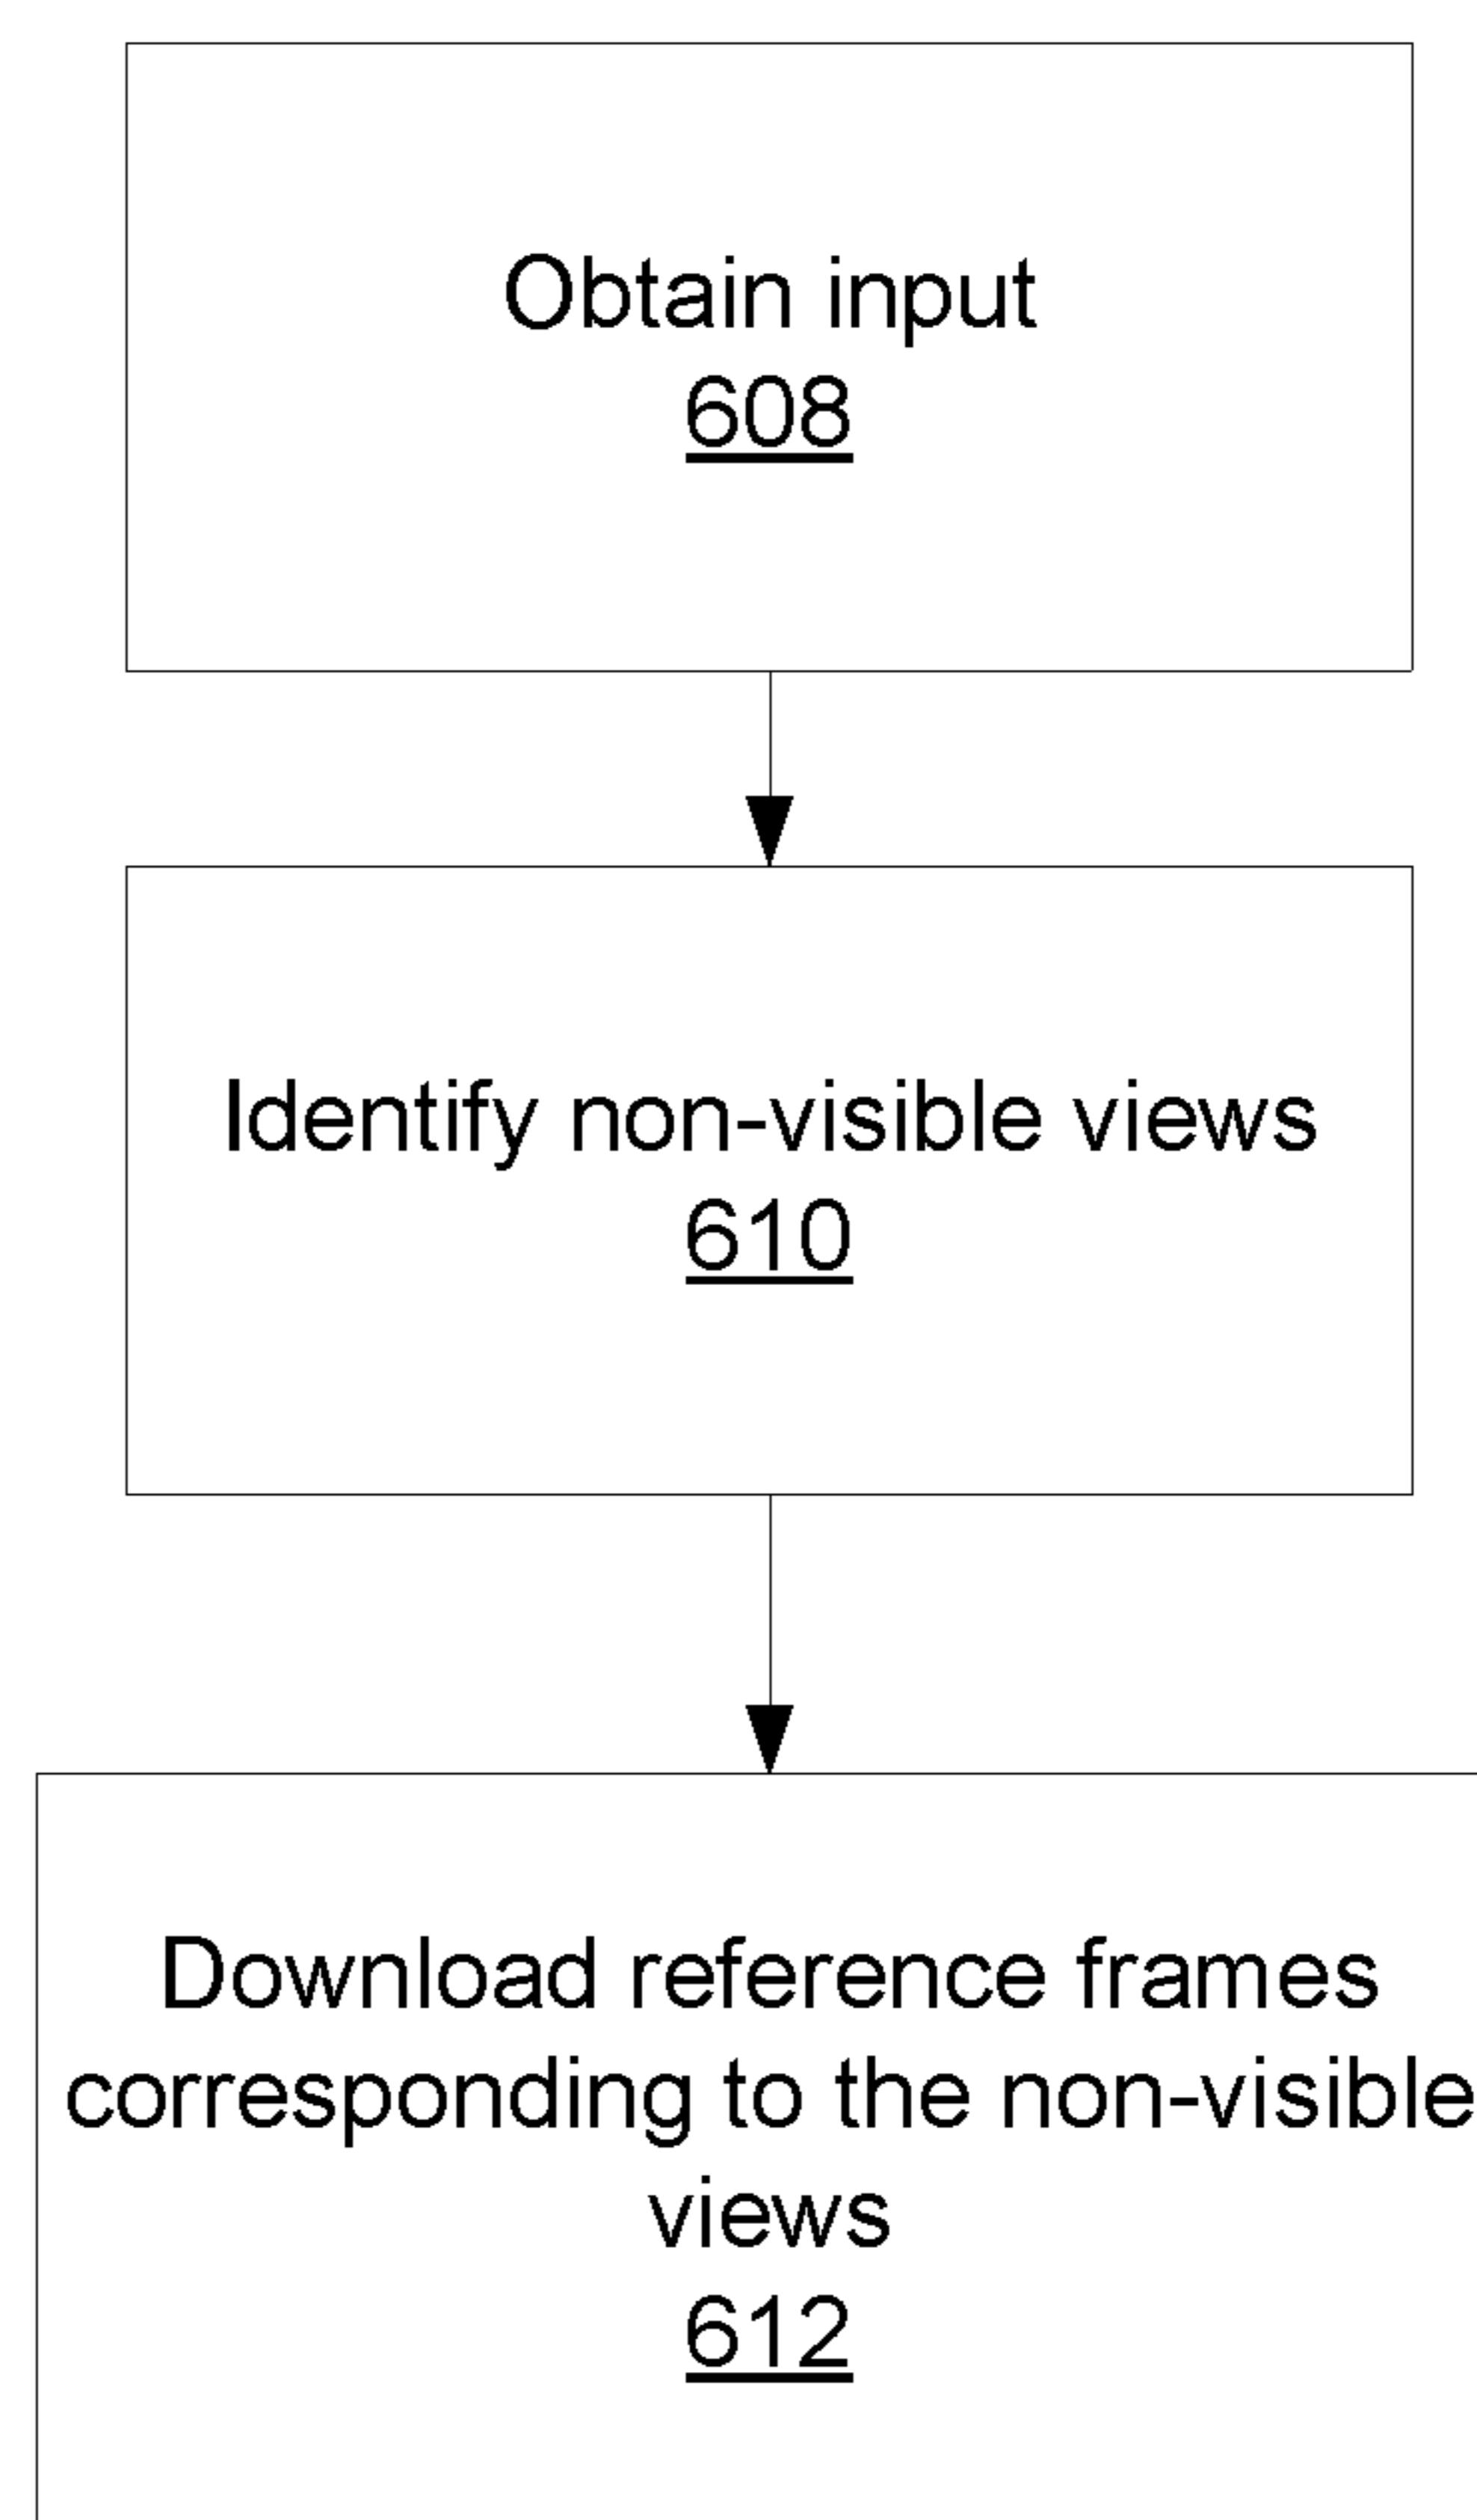 Obtain input
608
Identify non-visible views
610
Download reference frames
corresponding to the non-visible
views
612